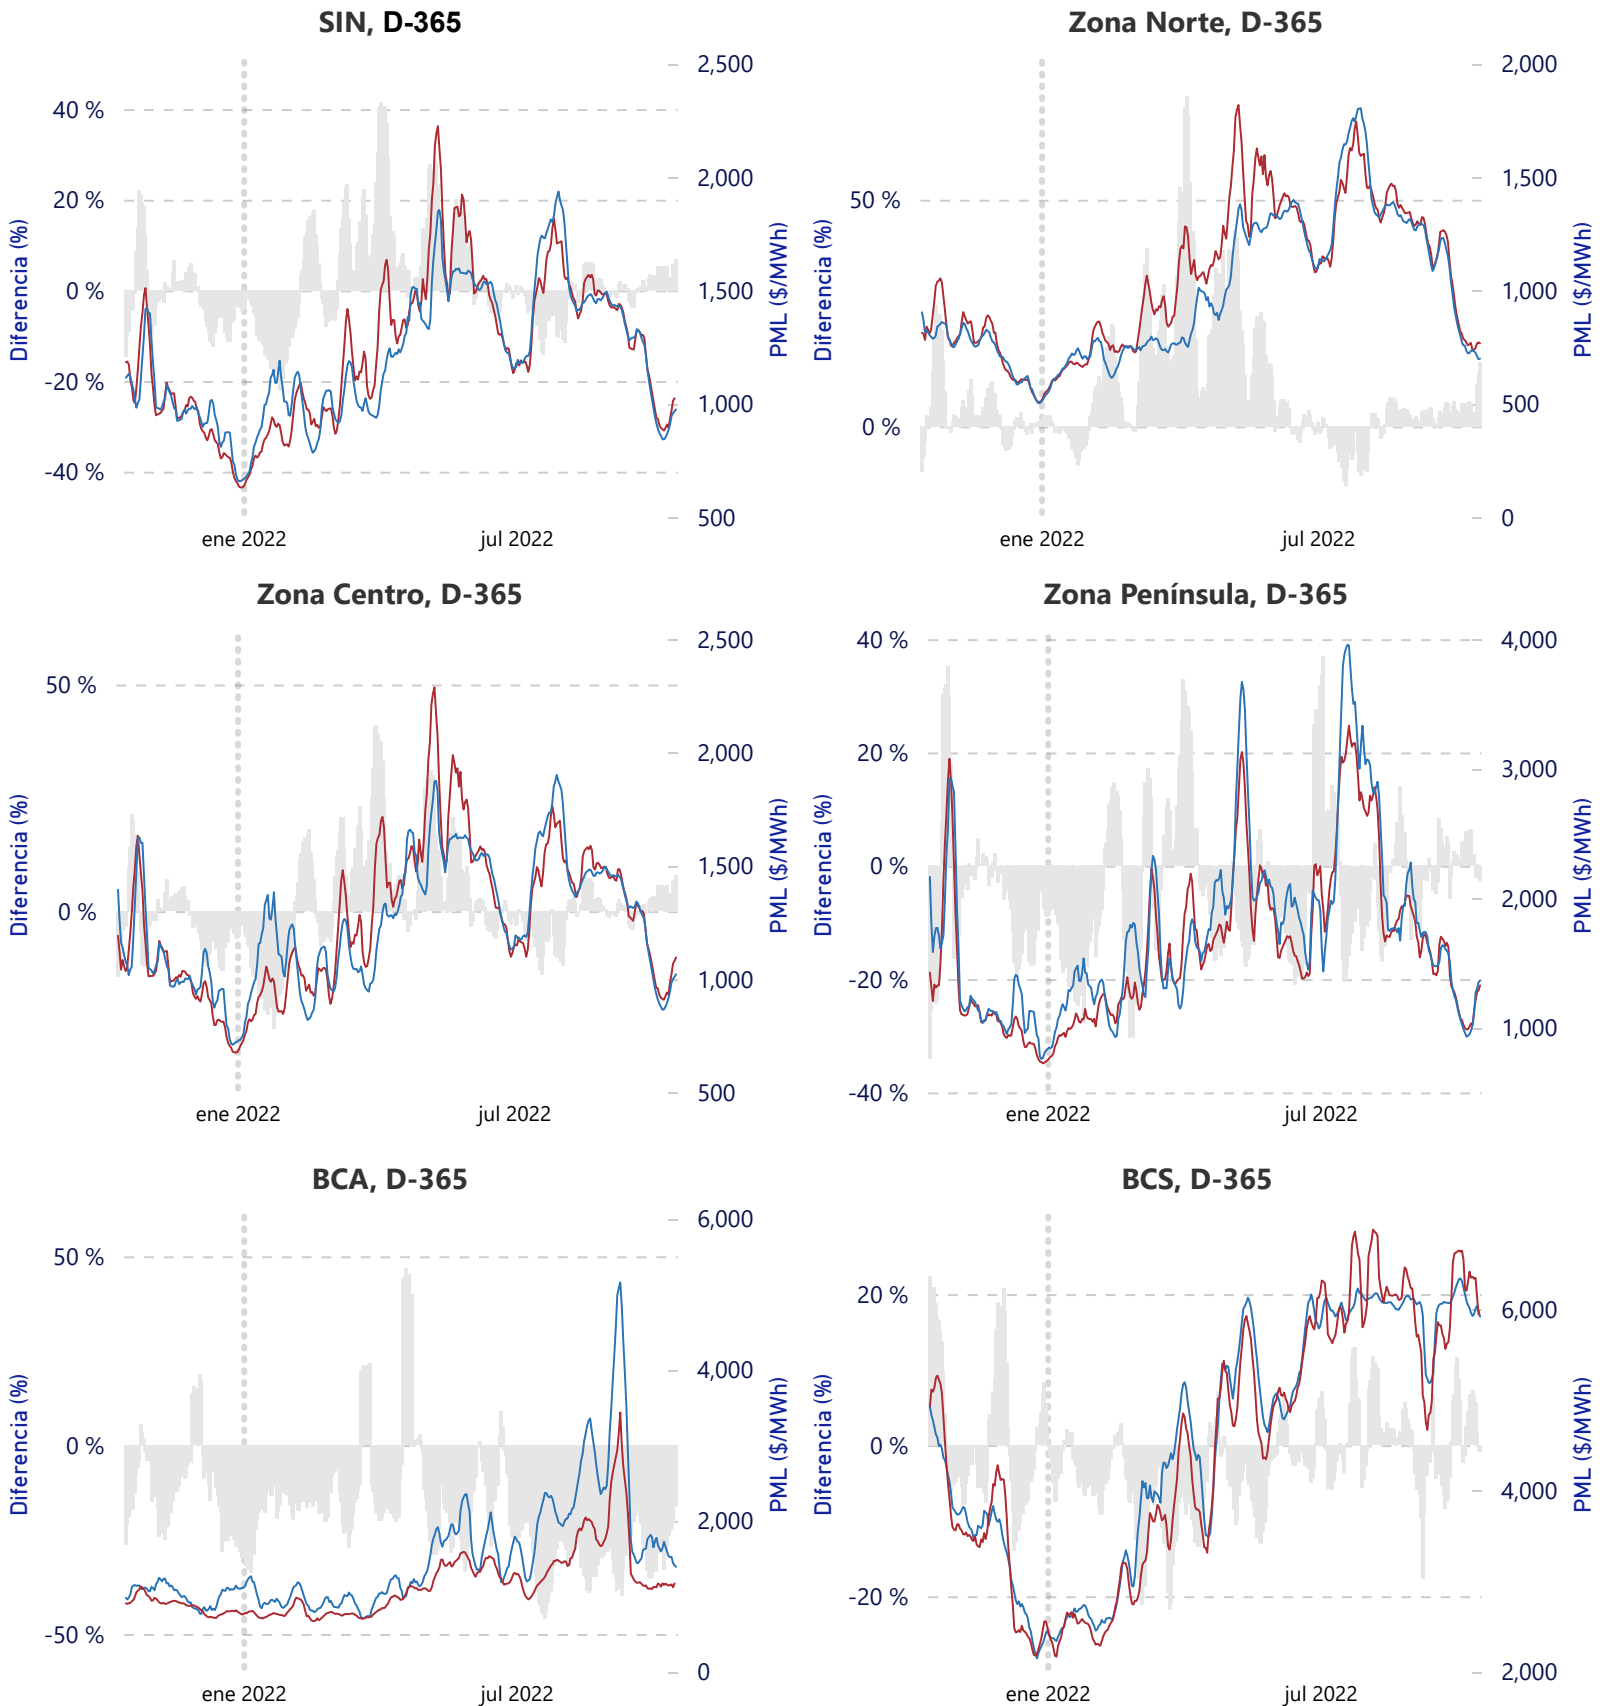 SIN, D-365
Diferencia (%)
40 %
20 %
0 %
-20 %
-40 %
2,500
2,000
1,500
1,000
500
PML ($/MWh)
ene 2022
jul 2022
Zona Norte, D-365
Diferencia (%)
50 %
0 %
2,000
1,500
1,000
500
0
PML ($/MWh)
ene 2022
jul 2022
Zona Centro, D-365
Diferencia (%)
50 %
0 %
2,500
2,000
1,500
1,000
500
PML ($/MWh)
ene 2022
jul 2022
Zona Península, D-365
Diferencia (%)
40 %
20 %
0 %
-20 %
-40 %
4,000
3,000
2,000
1,000
PML ($/MWh)
ene 2022
jul 2022
BCA, D-365
Diferencia (%)
50 %
0 %
-50 %
6,000
4,000
2,000
0
PML ($/MWh)
ene 2022
jul 2022
BCS, D-365
Diferencia (%)
20 %
0 %
-20 %
6,000
4,000
2,000
PML ($/MWh)
ene 2022
jul 2022